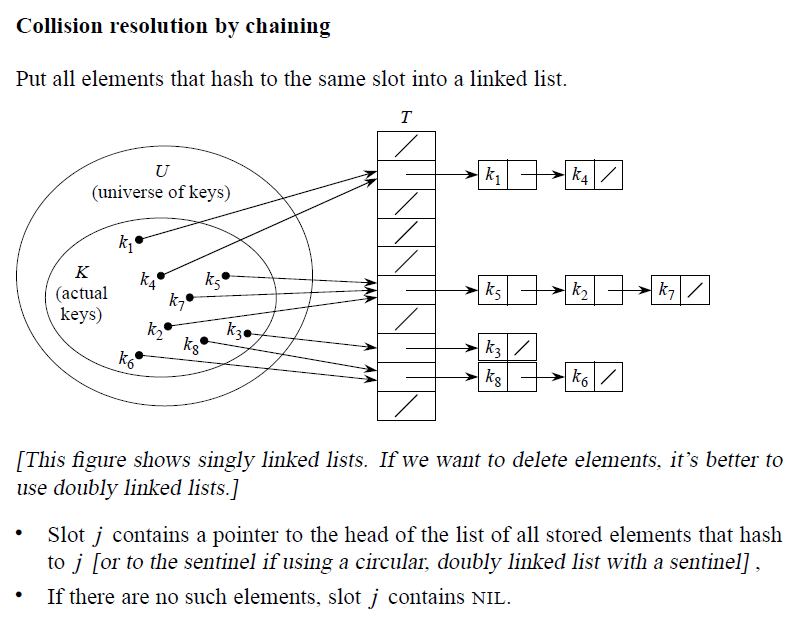 Collision resolution by chaining
Put all elements that hash to the same slot into a linked list.
T
U
(universe of keys)
k1
k4
k1
K
(actual
keys)
k4
k5
k7
k5
k2
k7
k2
k8
k3
k6
k3
k8
k6
[This figure shows singly linked lists. If we want to delete elements, it's better to
use doubly linked lists.]
• Slot j contains a pointer to the head of the list of all stored elements that hash
to j [or to the sentinel if using a circular, doubly linked list with a sentinel] ,
• If there are no such elements, slot j contains NIL.